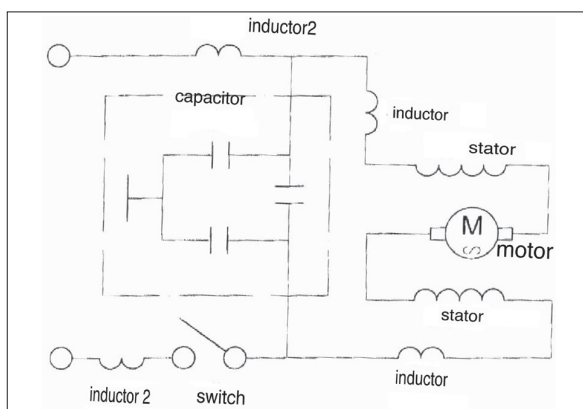 inductor2
capacitor
inductor
stator
M
S
motor
stator
inductor
inductor 2
switch